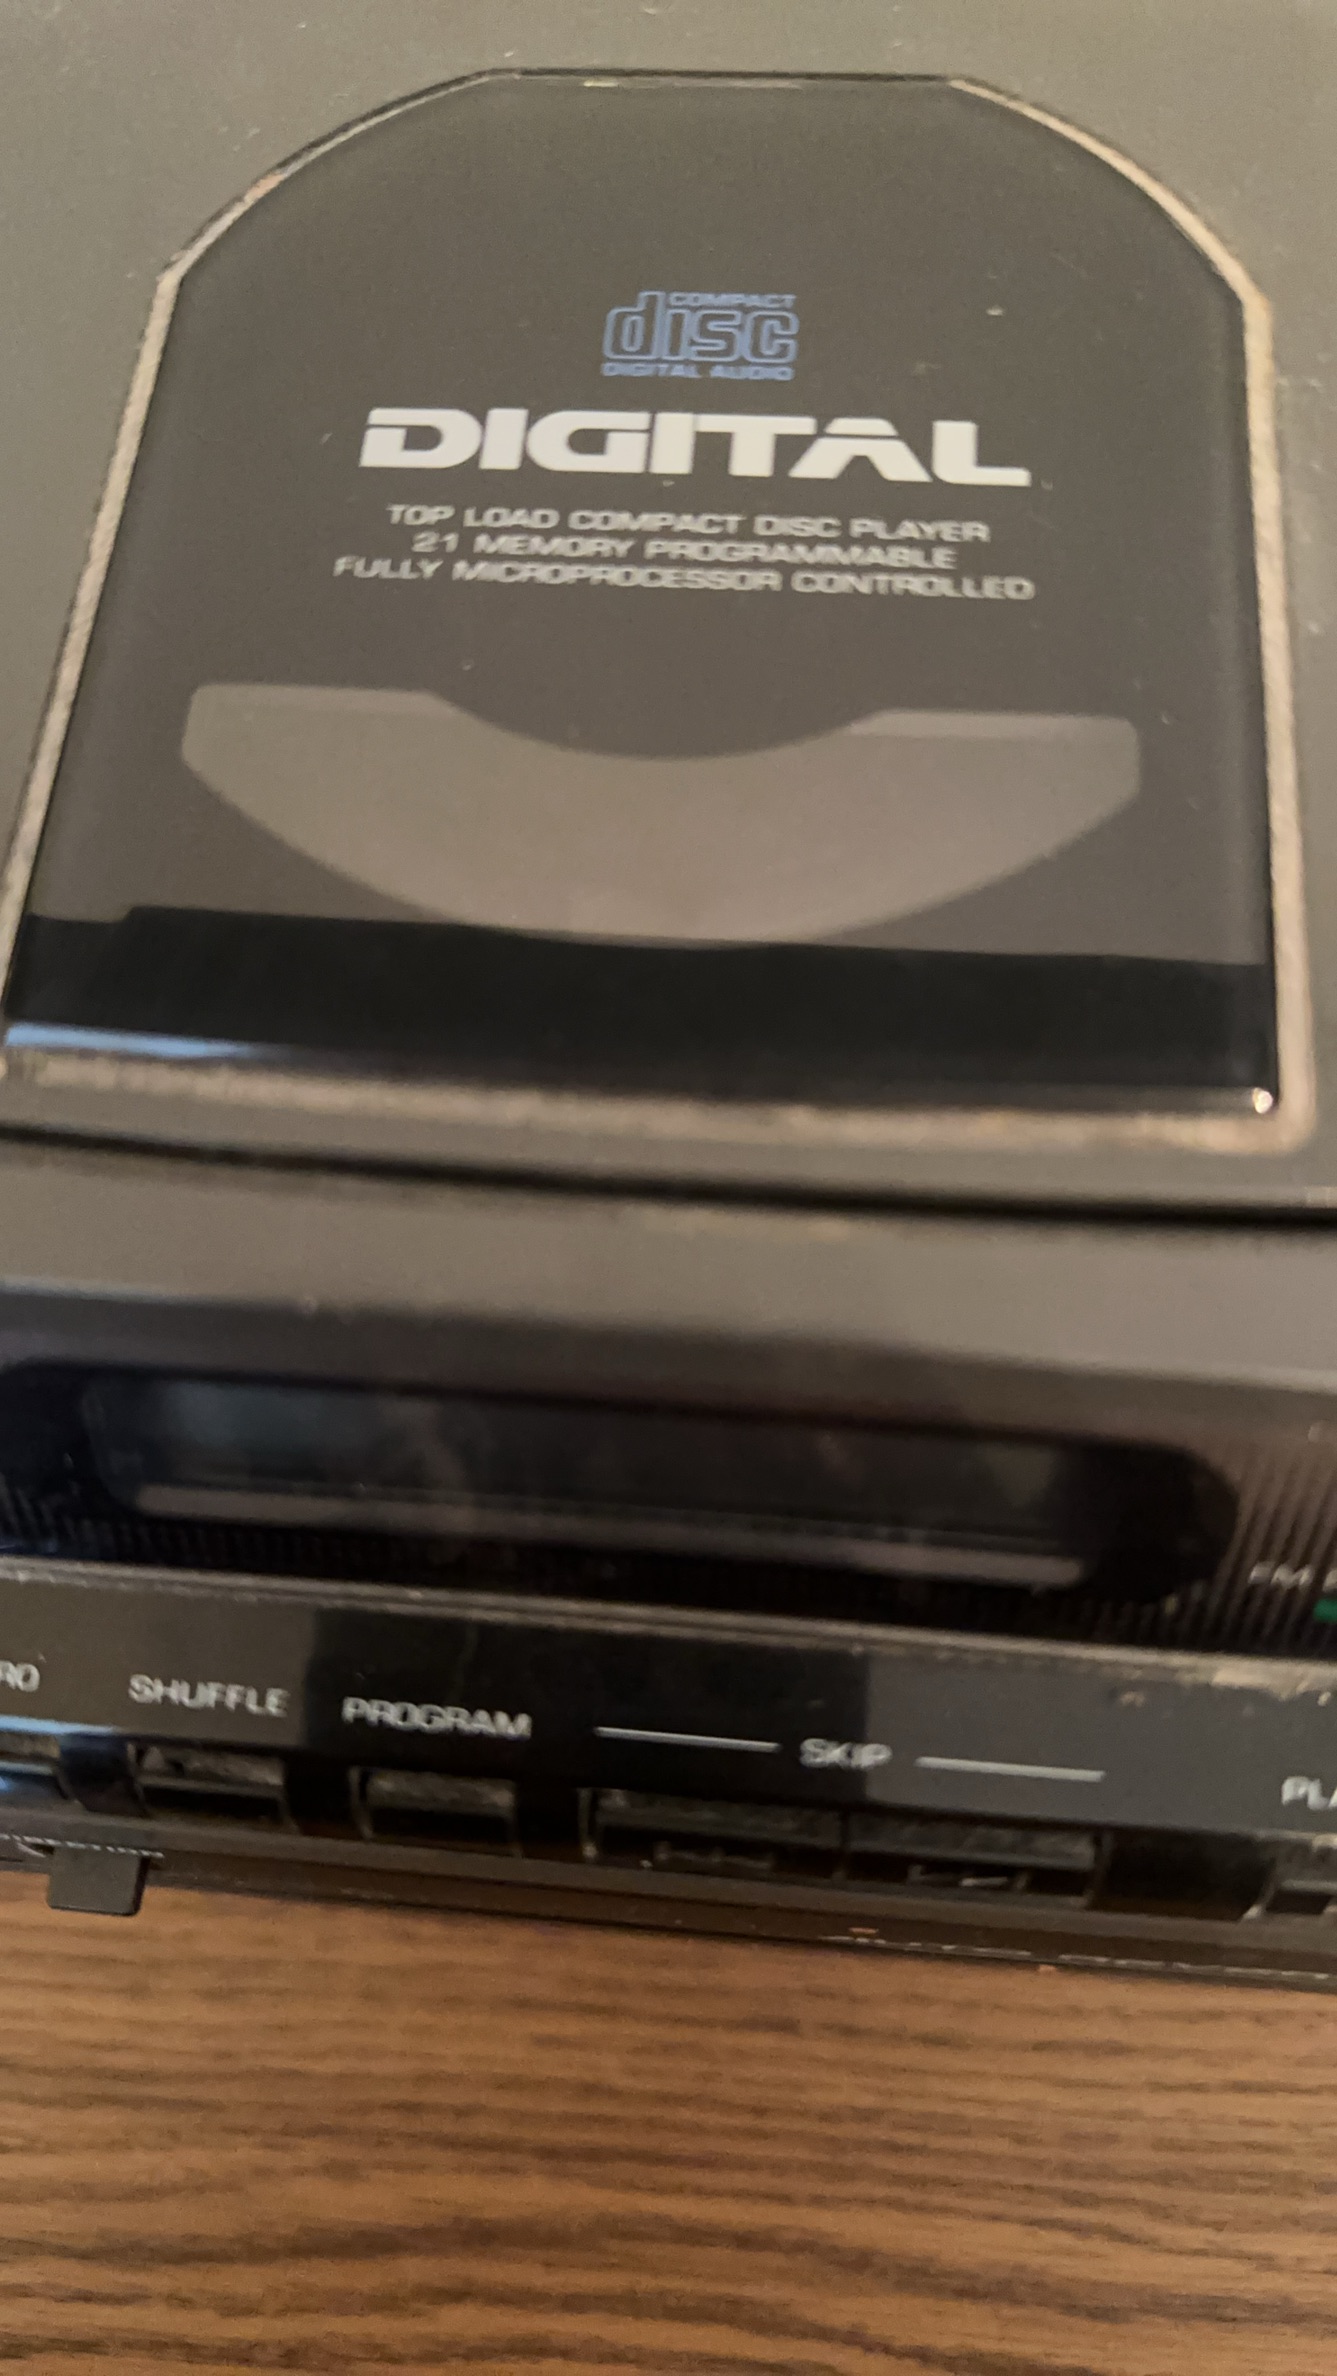 COMPACT
disc
DIGITAL AUDIO
DIGITAL
TOP LOAD COMPACT DISC PLAYER
21 MEMORY PROGRAMMABLE
FULLY MICROPROCESSOR CONTROLLED
FM
SHUFFLE
PROGRAM
SKIP